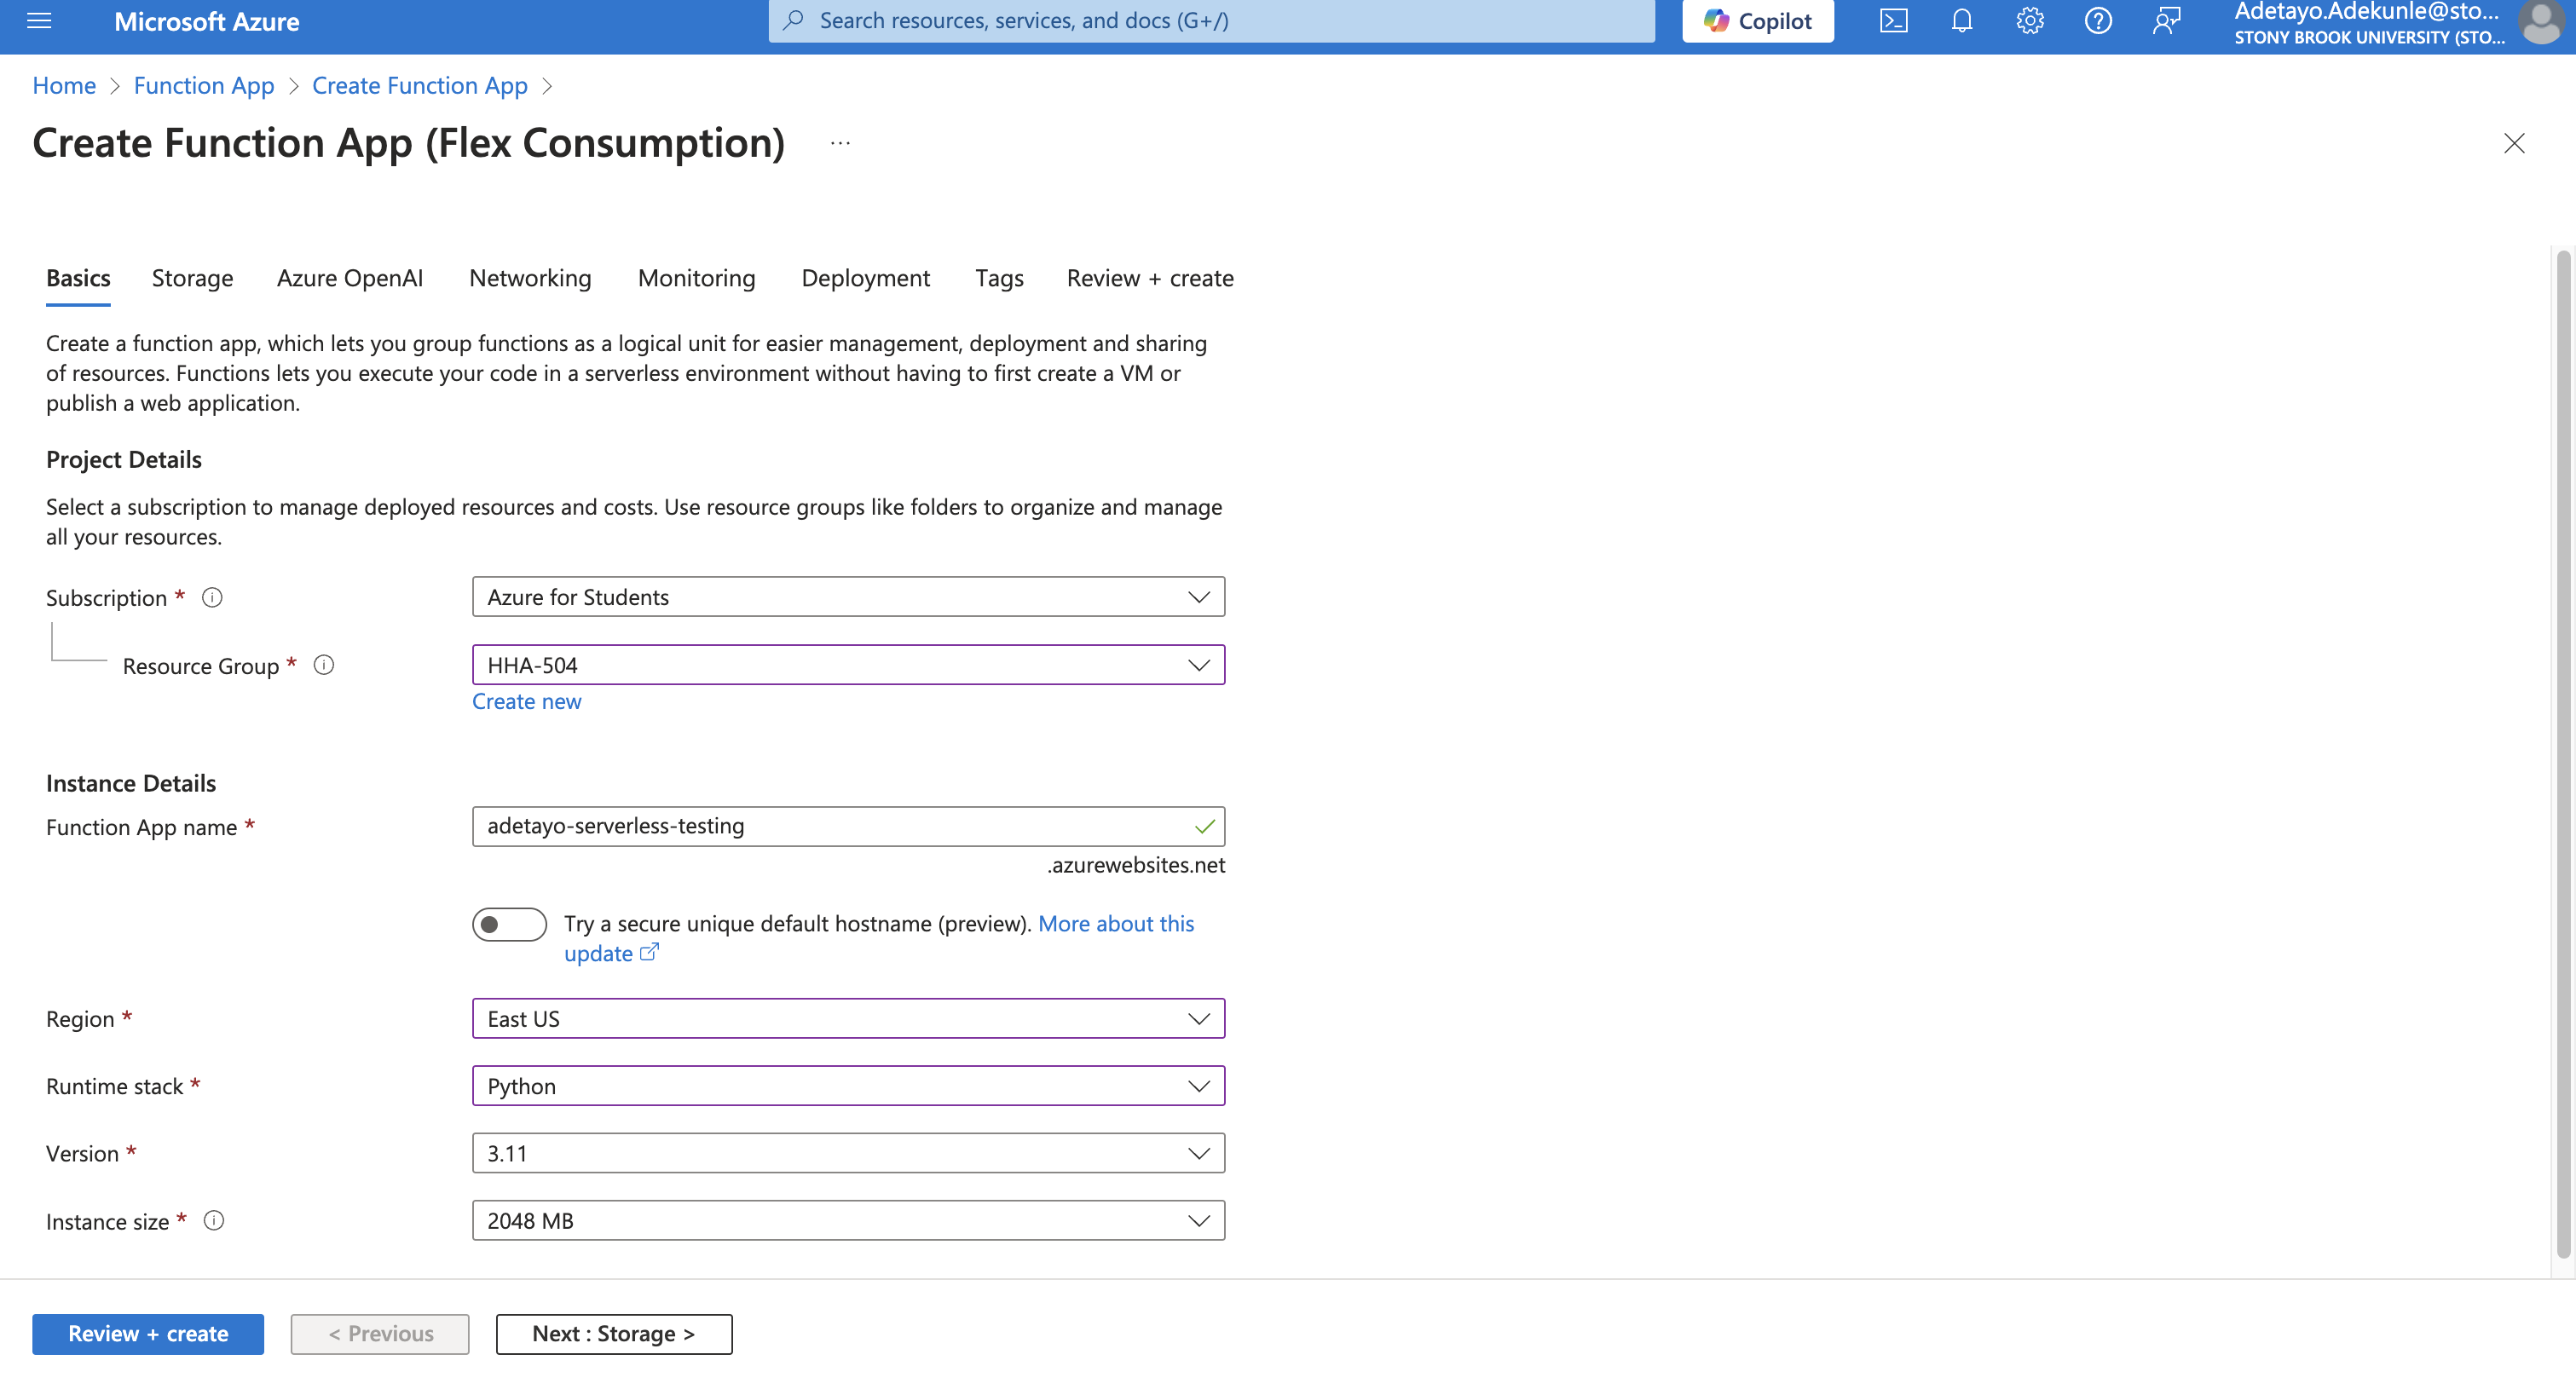 Microsoft Azure
Search resources, services, and docs (G+/)
Copilot
Adetayo.Adekunle@sto...
STONY BROOK UNIVERSITY (STO...
Home > Function App > Create Function App >
Create Function App (Flex Consumption) ...
Basics Storage Azure OpenAI Networking Monitoring Deployment Tags Review + create
Create a function app, which lets you group functions as a logical unit for easier management, deployment and sharing
of resources. Functions lets you execute your code in a serverless environment without having to first create a VM or
publish a web application.
Project Details
Select a subscription to manage deployed resources and costs. Use resource groups like folders to organize and manage
all your resources.
Subscription * Azure for Students
Resource Group * HHA-504
Create new
Instance Details
Function App name * adetayo-serverless-testing
.azurewebsites.net
Try a secure unique default hostname (preview). More about this
update
Region * East US
Runtime stack * Python
Version * 3.11
Instance size * 2048 MB
Review + create < Previous Next : Storage >